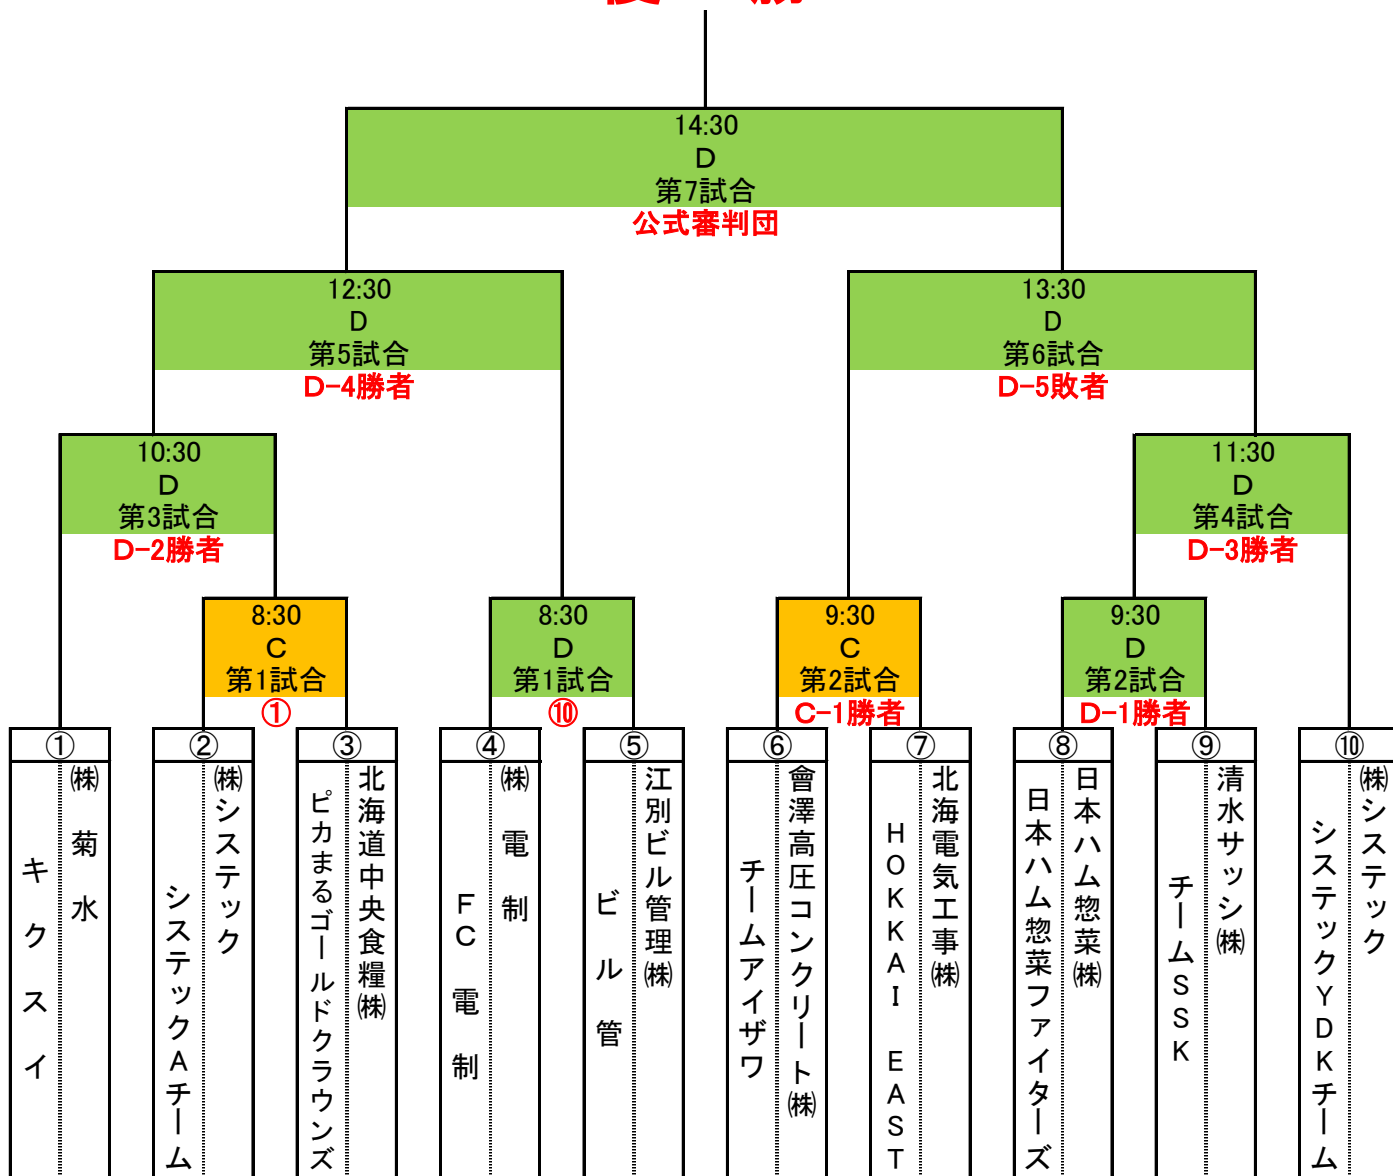 優 勝
14:30
D
第7試合
公式審判団
12:30
D
第5試合
D-4勝者
13:30
D
第6試合
D-5敗者
10:30
D
第3試合
D-2勝者
11:30
D
第4試合
D-3勝者
8:30
C
第1試合
①
8:30
D
第1試合
⑩
9:30
C
第2試合
C-1勝者
9:30
D
第2試合
D-1勝者
①
㈱ 菊 水
キ ク ス イ
②
㈱システック
システックAチーム
③
北海道中央食糧㈱
ピカまるゴールドクラウンズ
④
㈱ 電 制
FC 電 制
⑤
江別ビル管理㈱
ビ ル 管
⑥
會澤高圧コンクリート㈱
チームアイザワ
⑦
北海電気工事㈱
HOKKAI EAST
⑧
日本ハム惣菜㈱
日本ハム惣菜ファイターズ
⑨
清水サッシ㈱
チームSSK
⑩
㈱システック
システックYDKチーム